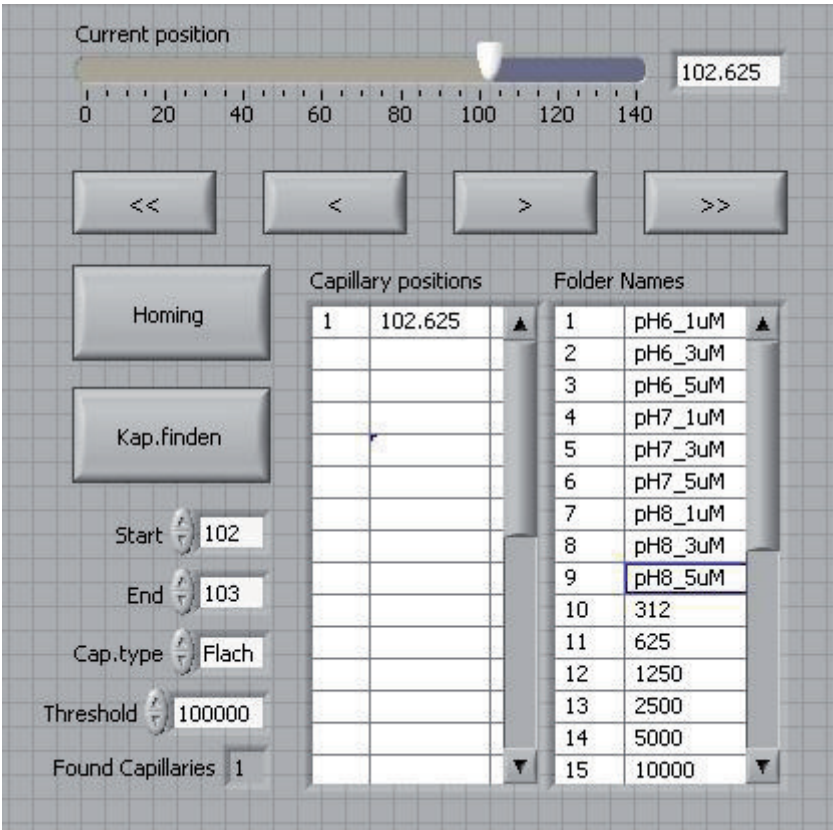 Current position
102.625
0 20 40 60 80 100 120 140
<< < > >>
Homing
Kap.finden
Start 102
End 103
Cap.type Flach
Threshold 100000
Found Capillaries 1
Capillary positions
1 102.625
Folder Names
1 pH6_1uM
2 pH6_3uM
3 pH6_5uM
4 pH7_1uM
5 pH7_3uM
6 pH7_5uM
7 pH8_1uM
8 pH8_3uM
9 pH8_5uM
10 312
11 625
12 1250
13 2500
14 5000
15 10000